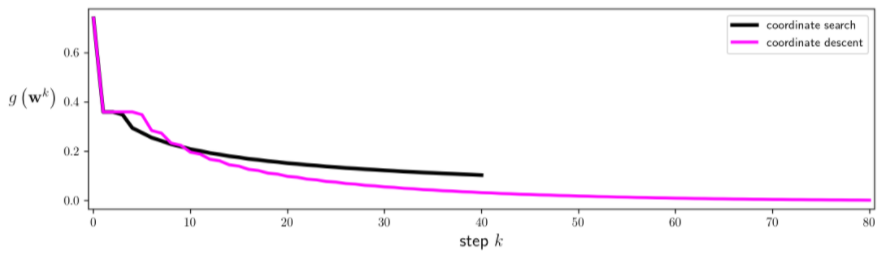 coordinate search
coordinate descent
g (w^k)
0.6
0.4
0.2
0.0
0 10 20 30 40 50 60 70 80
step k